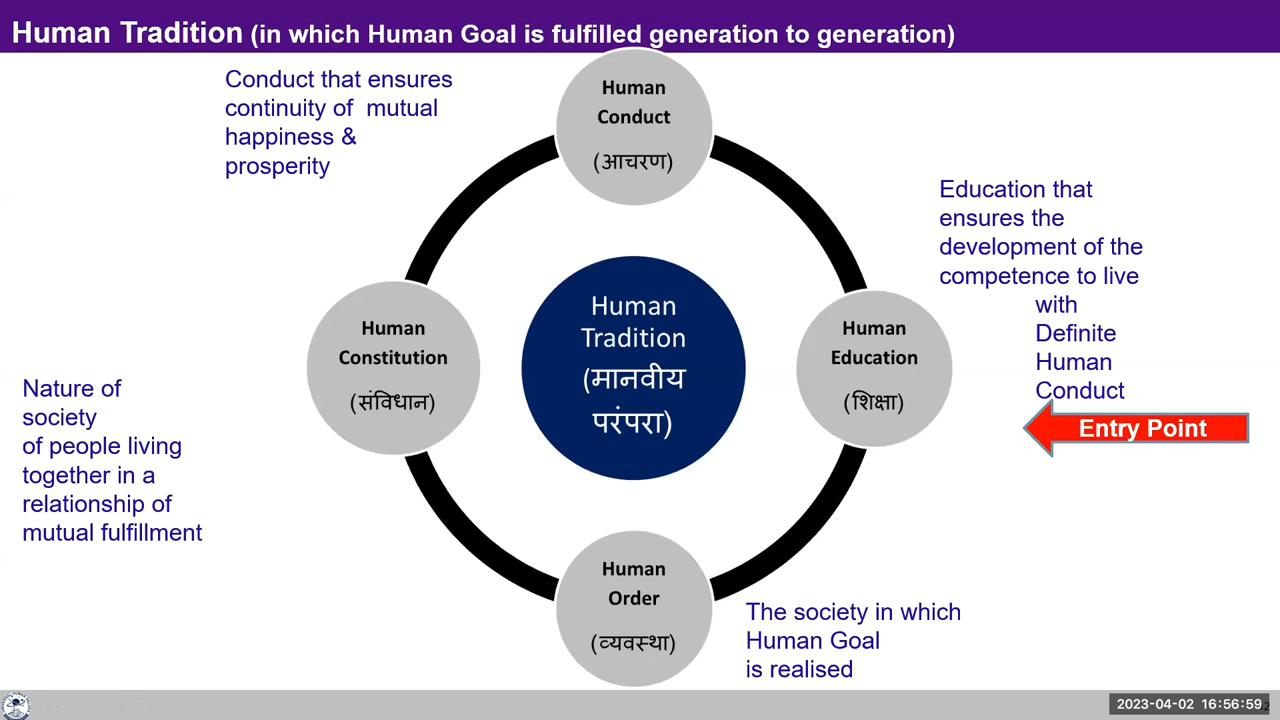 Human Tradition (in which Human Goal is fulfilled generation to generation)
Conduct that ensures
continuity of mutual
happiness &
prosperity
Human
Conduct
(आचरण)
Education that
ensures the
development of the
competence to live
with
Definite
Human
Conduct
Entry Point
Human
Education
(शिक्षा)
Human
Tradition
(मानवीय
परंपरा)
Human
Constitution
(संविधान)
Nature of
society
of people living
together in a
relationship of
mutual fulfillment
Human
Order
(व्यवस्था)
The society in which
Human Goal
is realised
2023-04-02 16:56:59